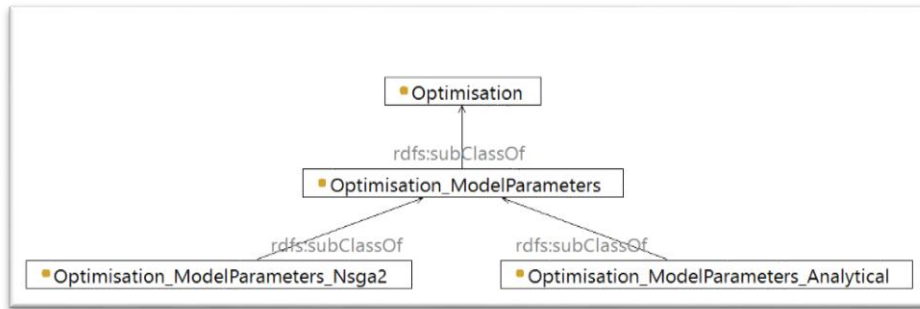 Optimisation
rdfs:subClassOf
Optimisation_ModelParameters
rdfs:subClassOf
rdfs:subClassOf
Optimisation_ModelParameters_Nsga2
Optimisation_ModelParameters_Analytical